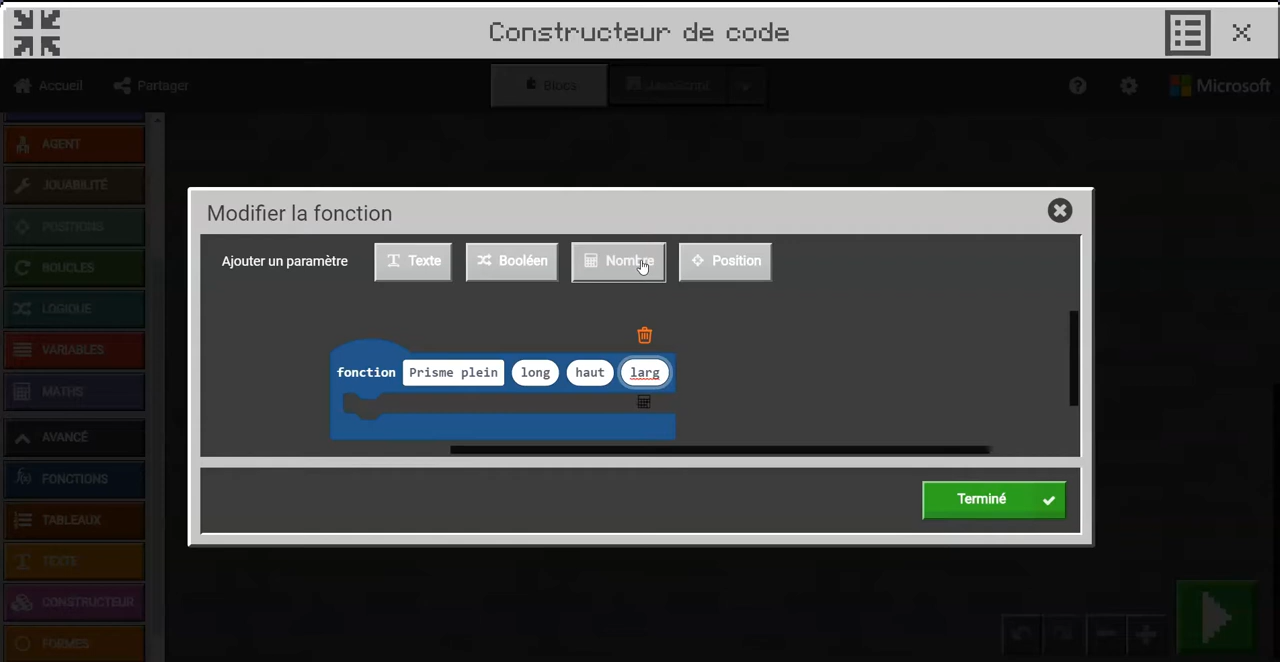 Constructeur de code
Accueil
Partager
Blocs
JavaScript
Microsoft
AGENT
JOUABILITÉ
POSITIONS
BOUCLES
LOGIQUE
VARIABLES
MATHS
AVANCÉ
FONCTIONS
TABLEAUX
TEXTE
CONSTRUCTEUR
FORMES
Modifier la fonction
Ajouter un paramètre
Texte
Booléen
Nombre
Position
fonction Prisme plein long haut larg
Terminé